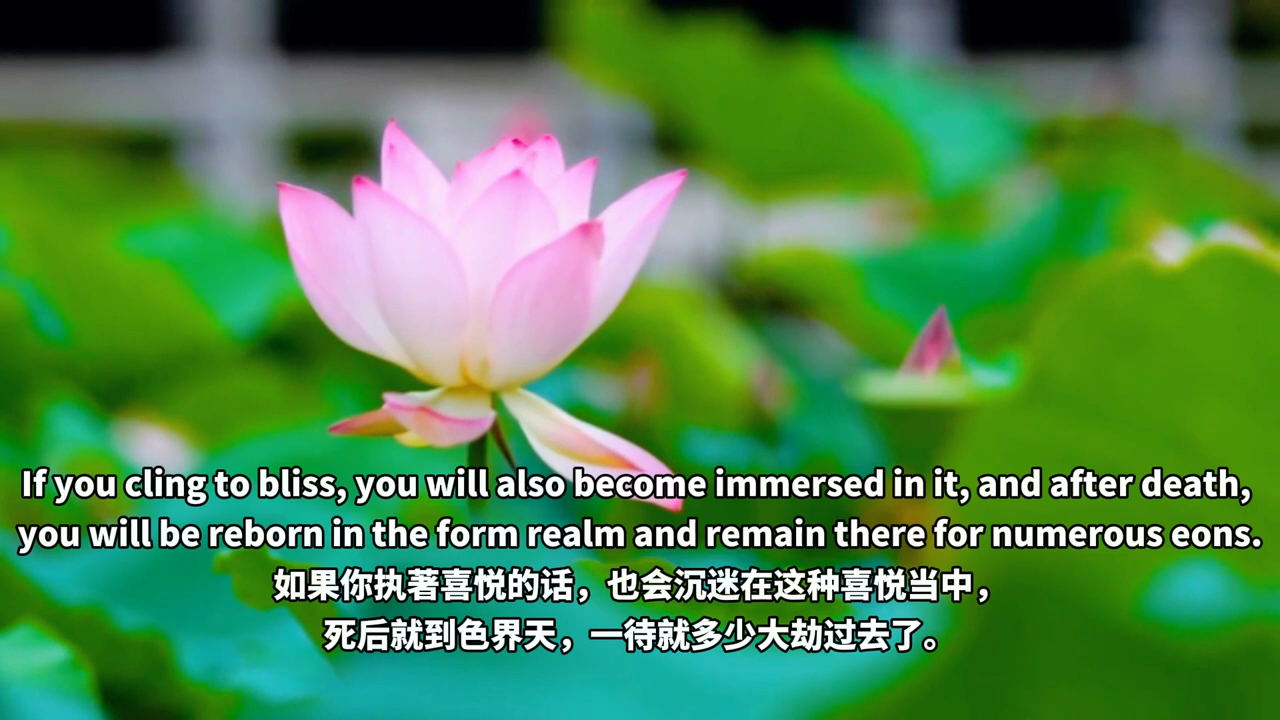 If you cling to bliss, you will also become immersed in it, and after death,
you will be reborn in the form realm and remain there for numerous eons.
如果你执著喜悦的话，也会沉迷在这种喜悦当中，
死后就到色界天，一待就多少大劫过去了。